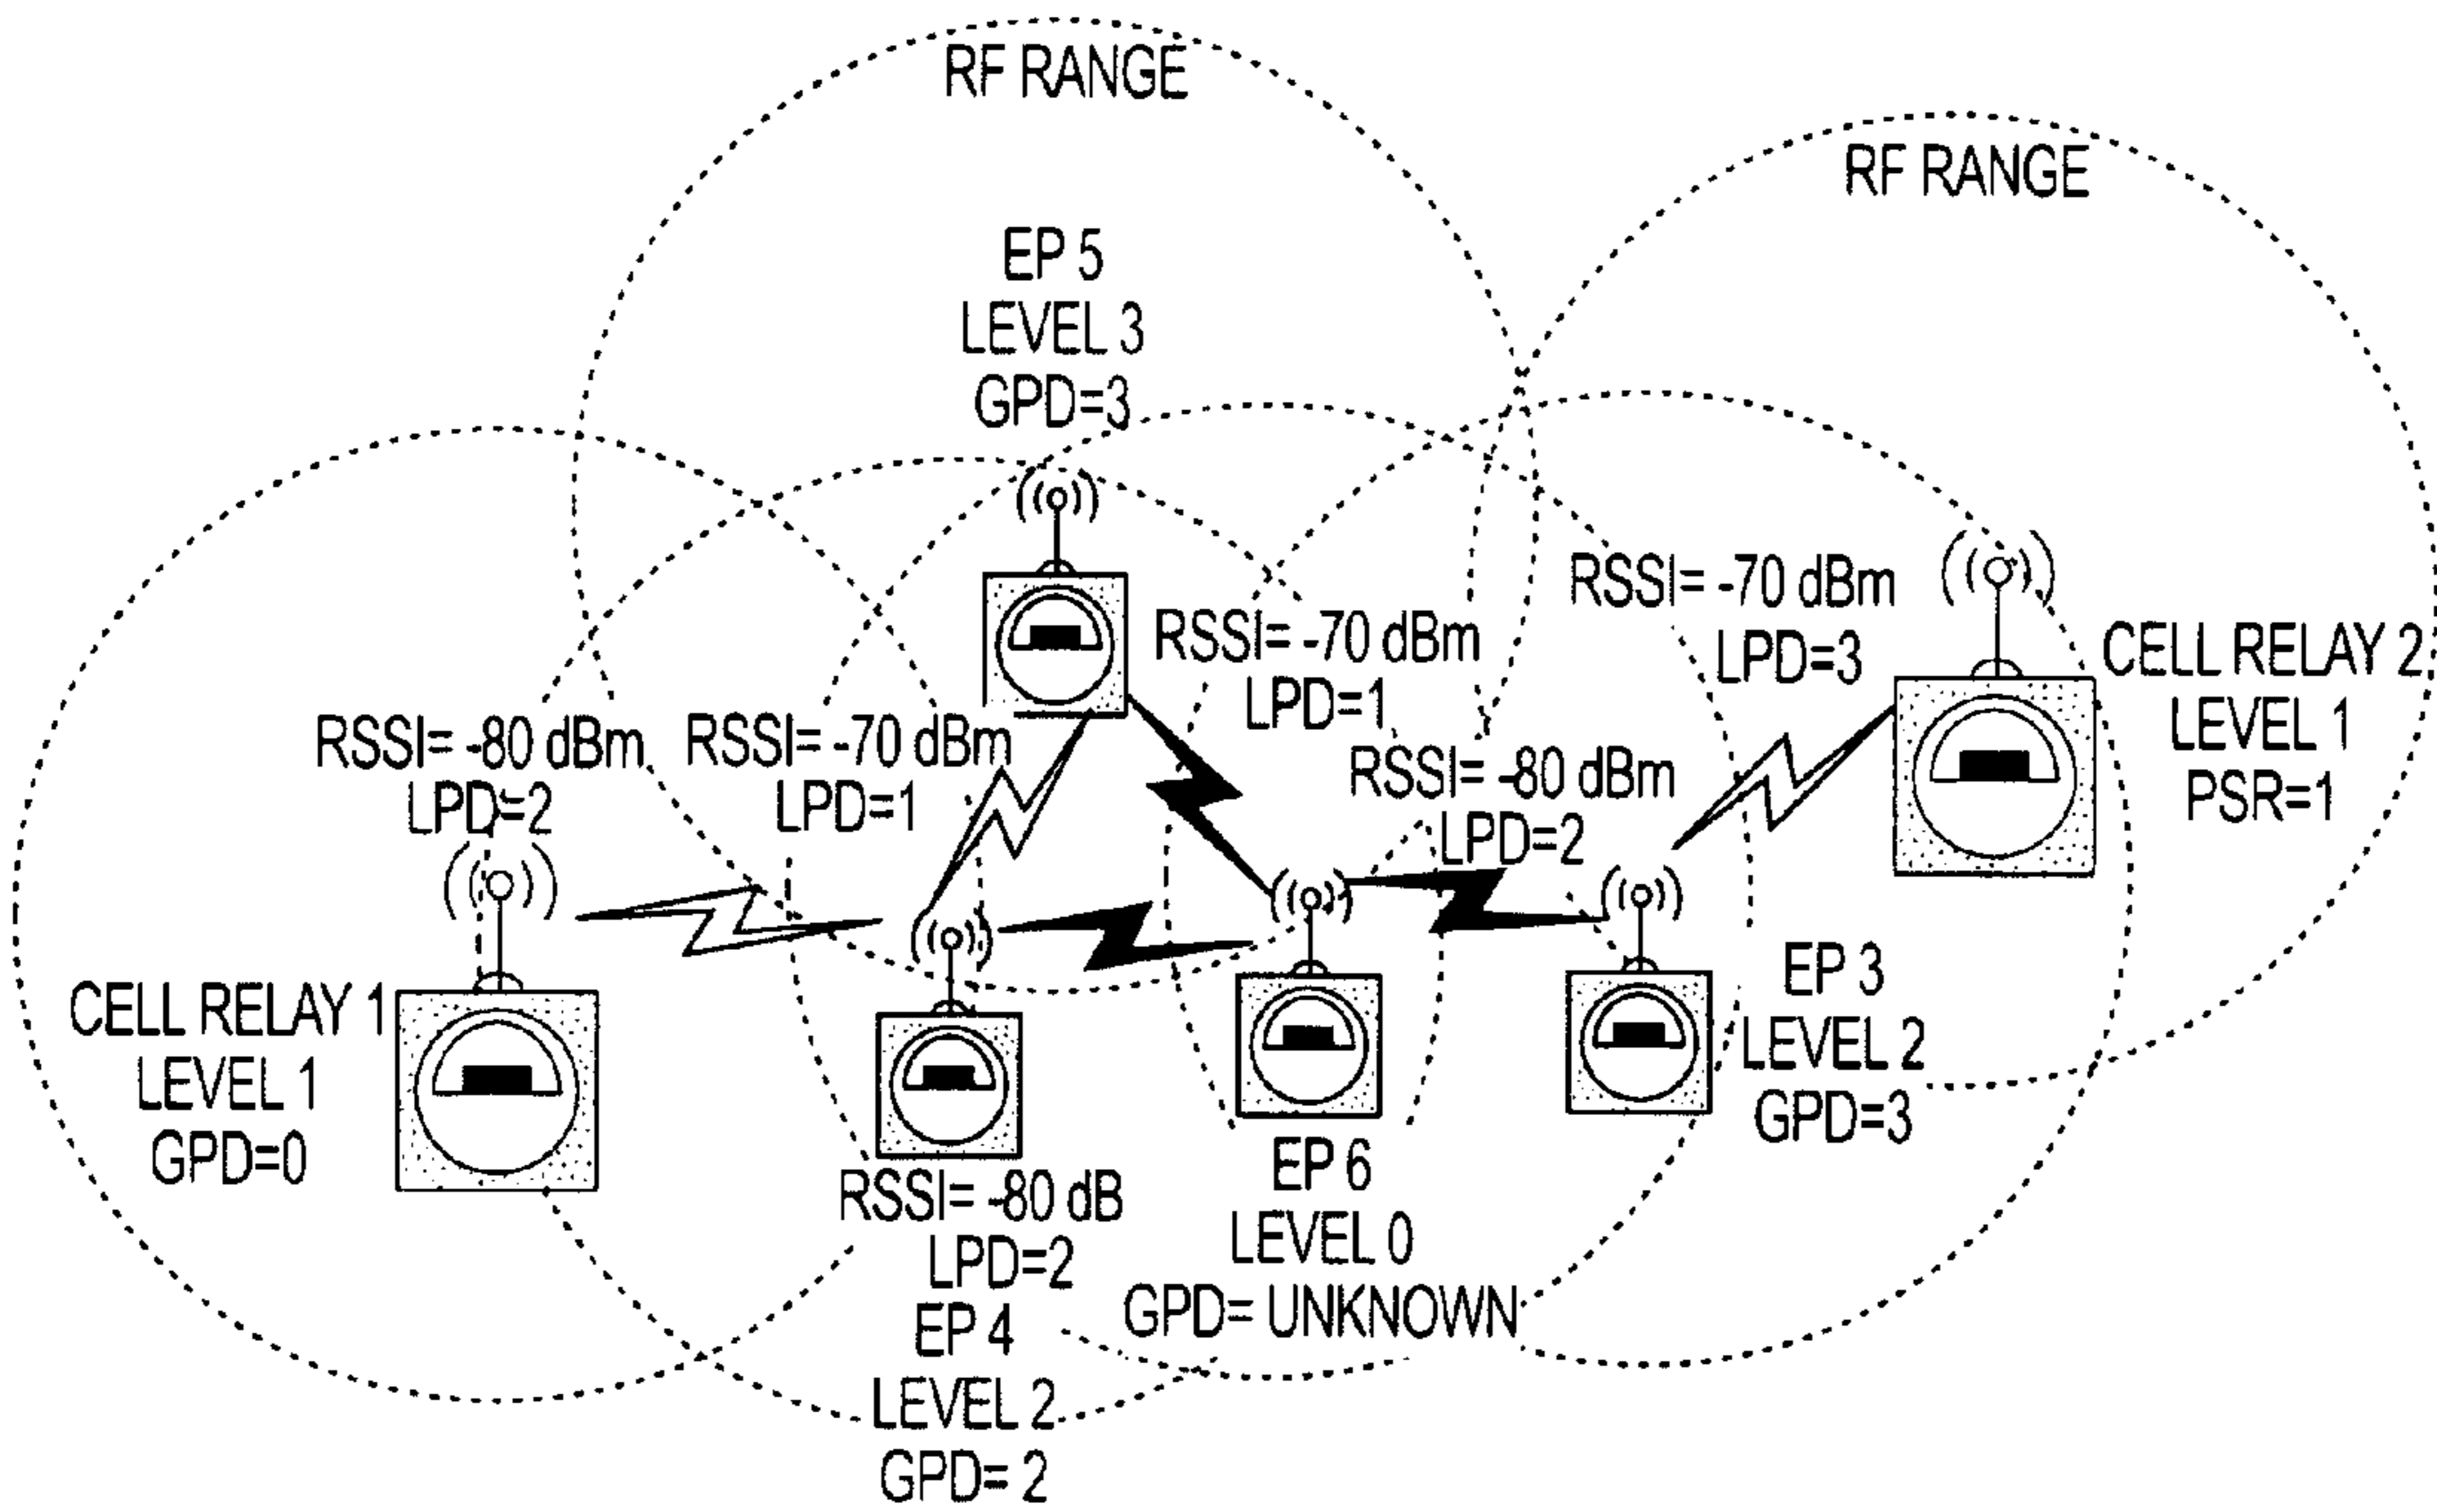 RF RANGE
RF RANGE
EP 5
LEVEL 3
GPD=3
RSSI= -70 dBm
LPD=3
RSSI= -70 dBm
LPD=1
CELL RELAY 2
LEVEL 1
PSR=1
RSSI= -80 dBm
LPD=2
RSSI= -70 dBm
LPD=1
RSSI= -80 dBm
LPD=2
CELL RELAY 1
LEVEL 1
GPD=0
EP 3
LEVEL 2
GPD=3
RSSI= -80 dB
LPD=2
EP 4
LEVEL 2
GPD= 2
EP 6
LEVEL 0
GPD= UNKNOWN